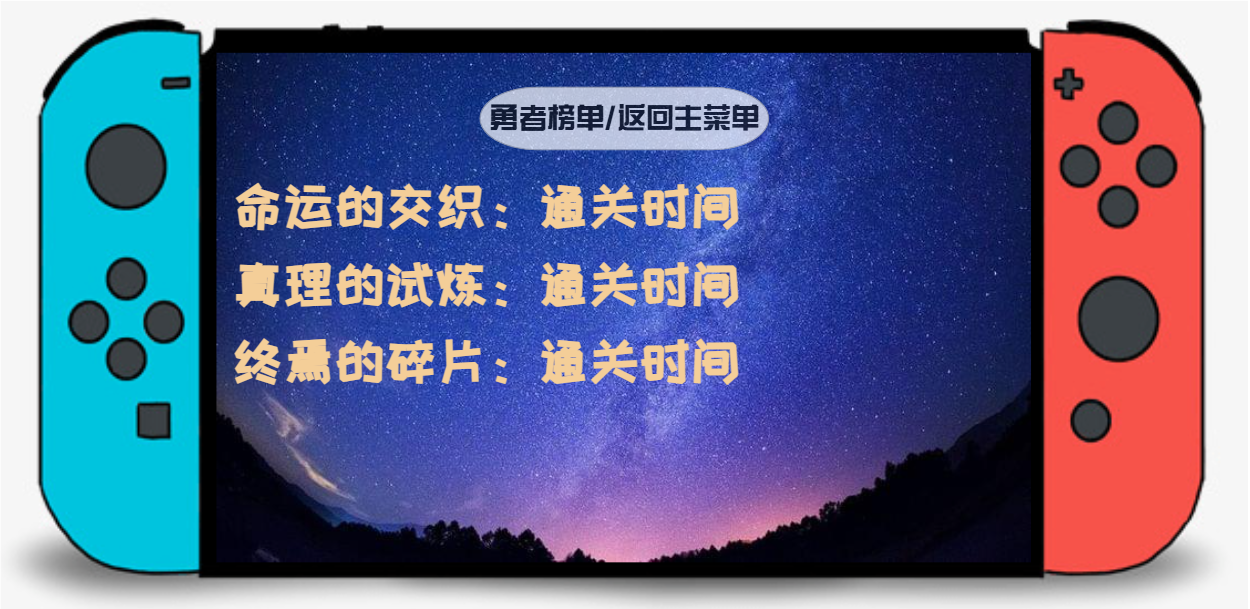 勇者榜单/返回主菜单
命运的交织：通关时间
真理的试炼：通关时间
终焉的碎片：通关时间